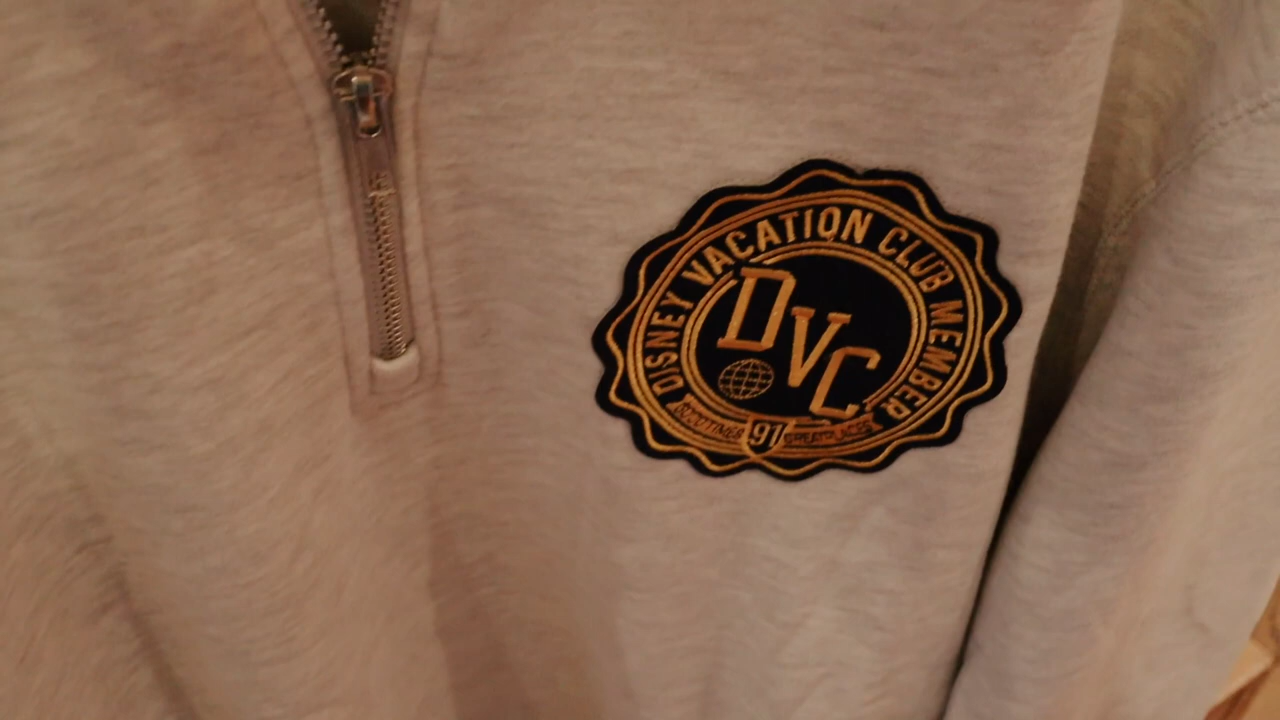 DISNEY VACATION CLUB MEMBER
DVC
GOOD TIMES 91 GREAT PLACES